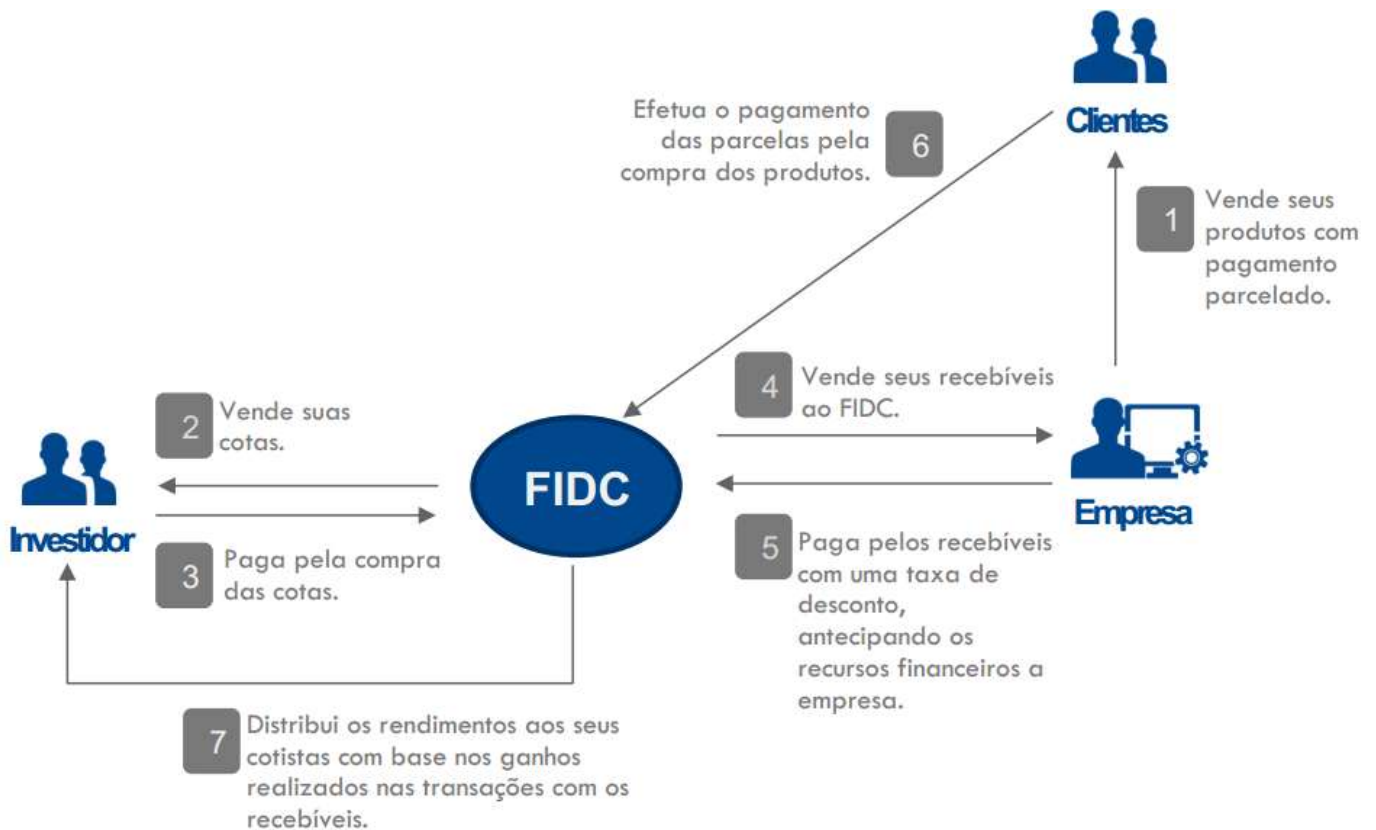 Clientes
Efetua o pagamento
das parcelas pela
compra dos produtos.
6
1
Vende seus
produtos com
pagamento
parcelado.
4
Vende seus recebíveis
ao FIDC.
2
Vende suas
cotas.
FIDC
Investidor
Empresa
3
Paga pela compra
das cotas.
5
Paga pelos recebíveis
com uma taxa de
desconto,
antecipando os
recursos financeiros a
empresa.
7
Distribui os rendimentos aos seus
cotistas com base nos ganhos
realizados nas transações com os
recebíveis.